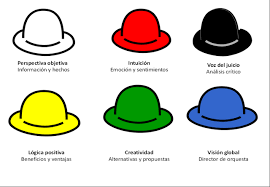 Perspectiva objetiva
Información y hechos
Intuición
Emoción y sentimientos
Voz del juicio
Análisis crítico
Lógica positiva
Beneficios y ventajas
Creatividad
Alternativas y propuestas
Visión global
Director de orquesta